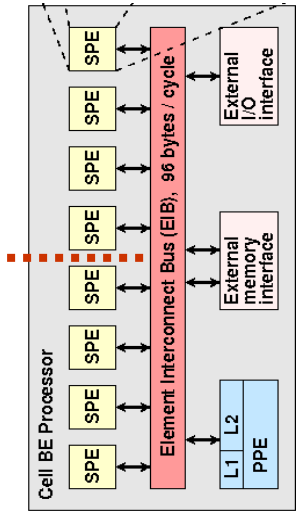 Cell BE Processor
SPE
SPE
SPE
SPE
SPE
SPE
SPE
SPE
Element Interconnect Bus (EIB), 96 bytes / cycle
L1
L2
PPE
External
memory
interface
External
I/O
interface